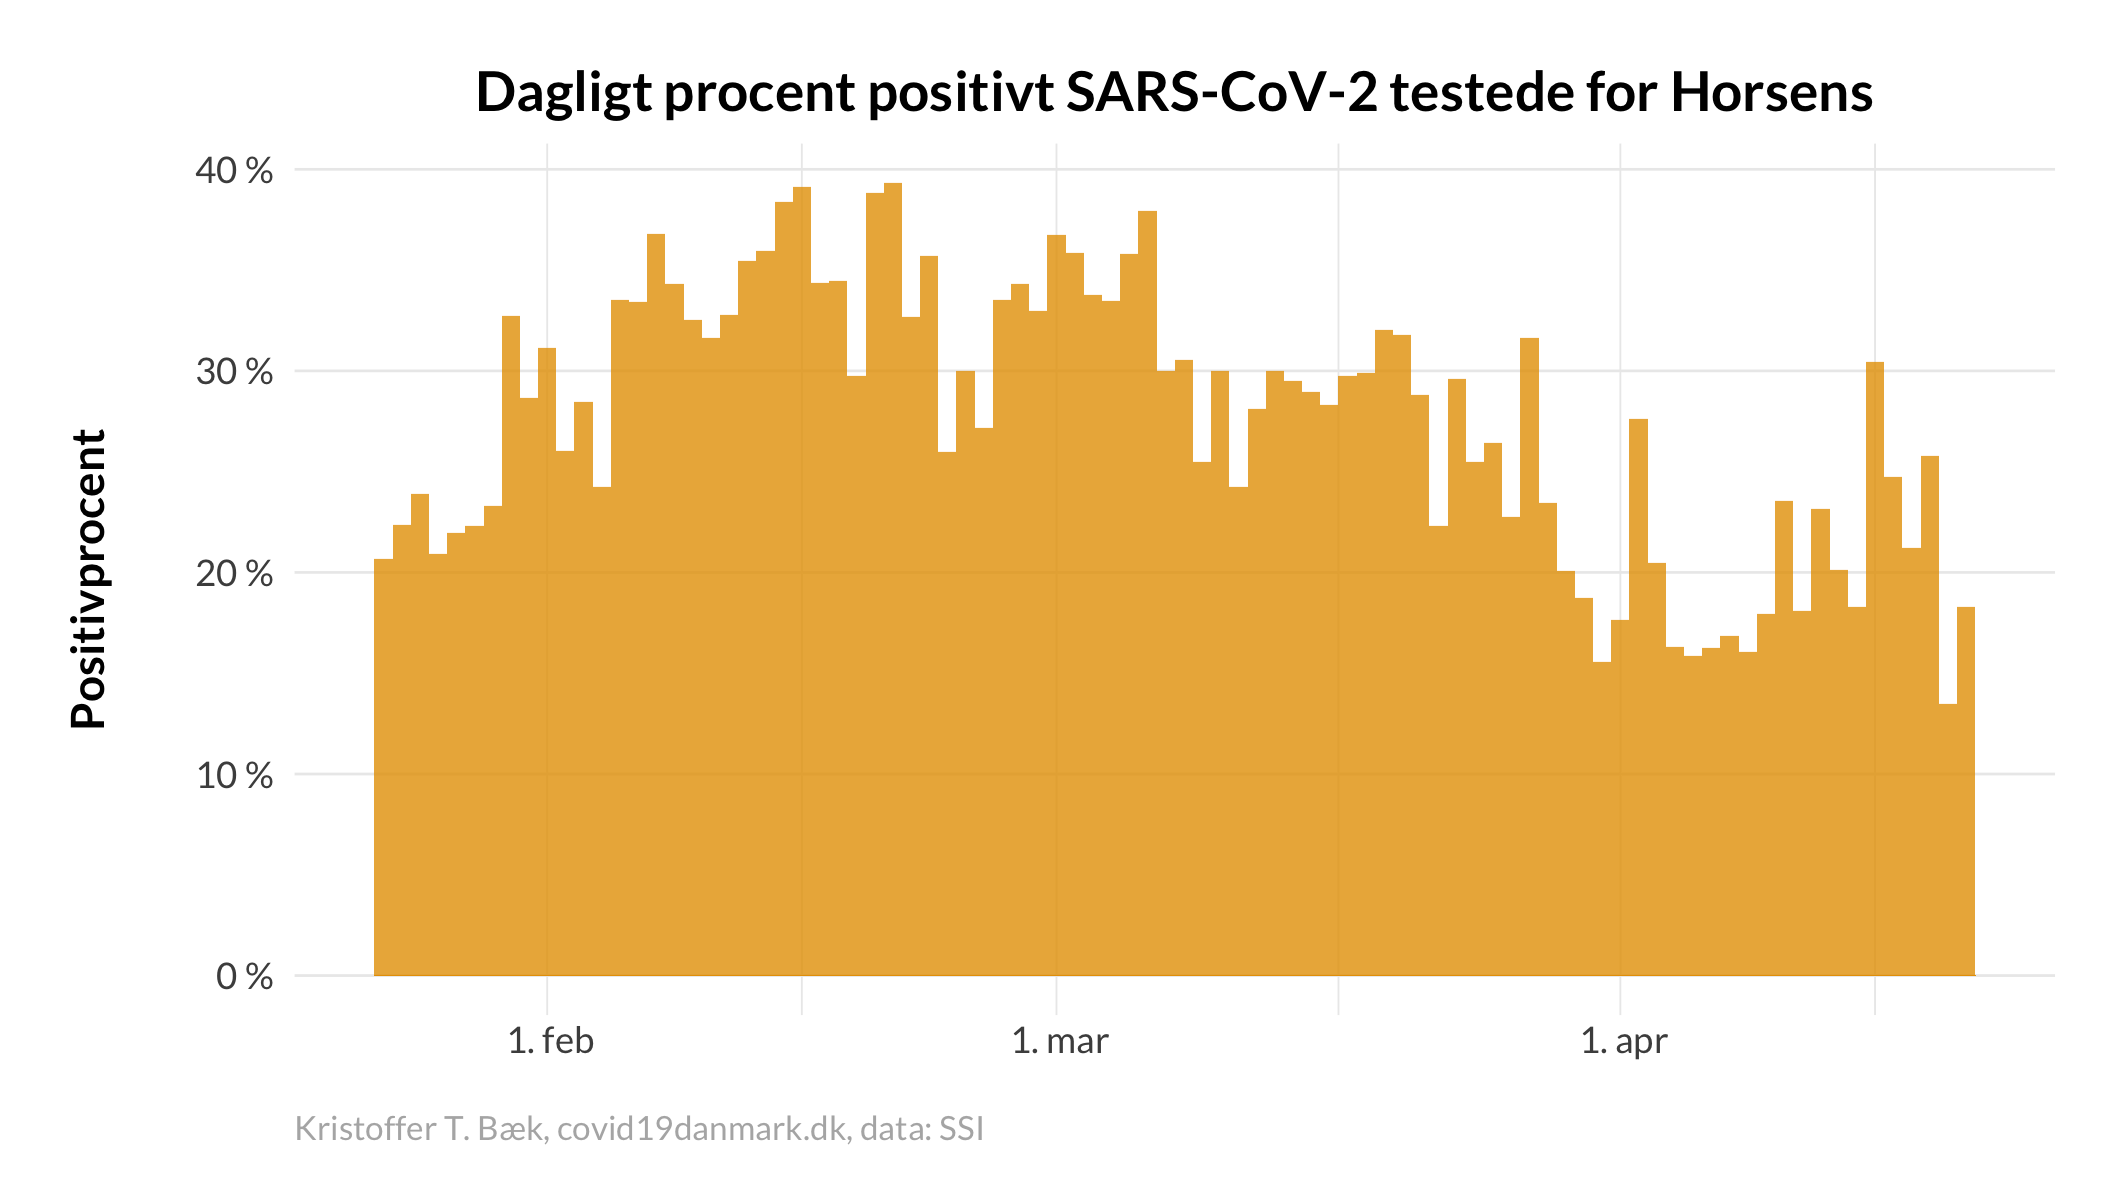 Dagligt procent positivt SARS-CoV-2 testede for Horsens
Positivprocent
40 %
30 %
20 %
10 %
0 %
1. feb
1. mar
1. apr
Kristoffer T. Bæk, covid19danmark.dk, data: SSI